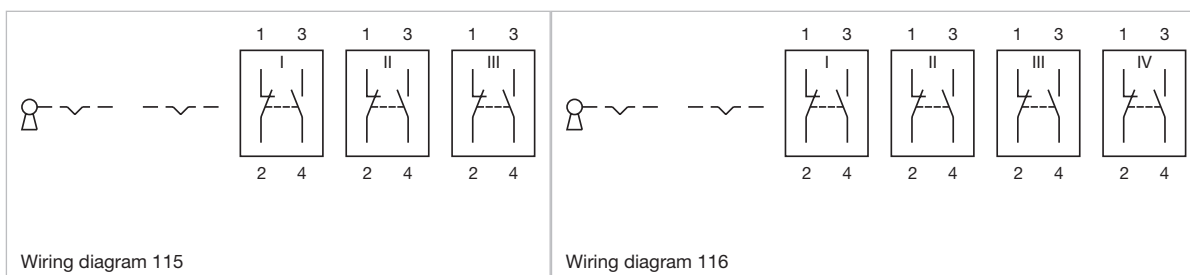 1 3 1 3 1 3
I II III
2 4 2 4 2 4
Wiring diagram 115
1 3 1 3 1 3 1 3
I II III IV
2 4 2 4 2 4 2 4
Wiring diagram 116